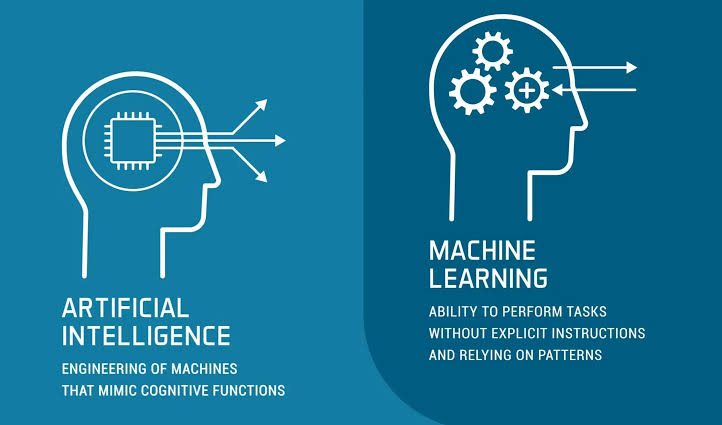 ARTIFICIAL
INTELLIGENCE
ENGINEERING OF MACHINES
THAT MIMIC COGNITIVE FUNCTIONS
MACHINE
LEARNING
ABILITY TO PERFORM TASKS
WITHOUT EXPLICIT INSTRUCTIONS
AND RELYING ON PATTERNS